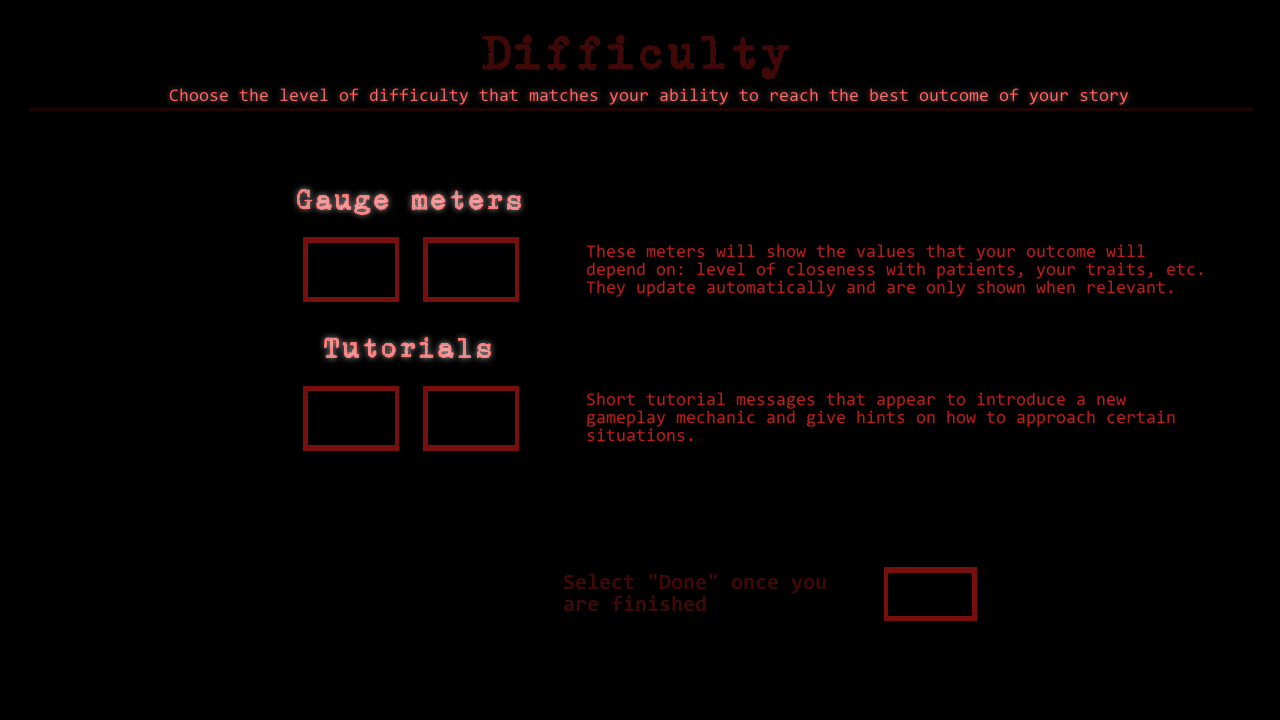 Difficulty
Choose the level of difficulty that matches your ability to reach the best outcome of your story
Gauge meters
These meters will show the values that your outcome will
depend on: level of closeness with patients, your traits, etc.
They update automatically and are only shown when relevant.
Tutorials
Short tutorial messages that appear to introduce a new
gameplay mechanic and give hints on how to approach certain
situations.
Select "Done" once you
are finished